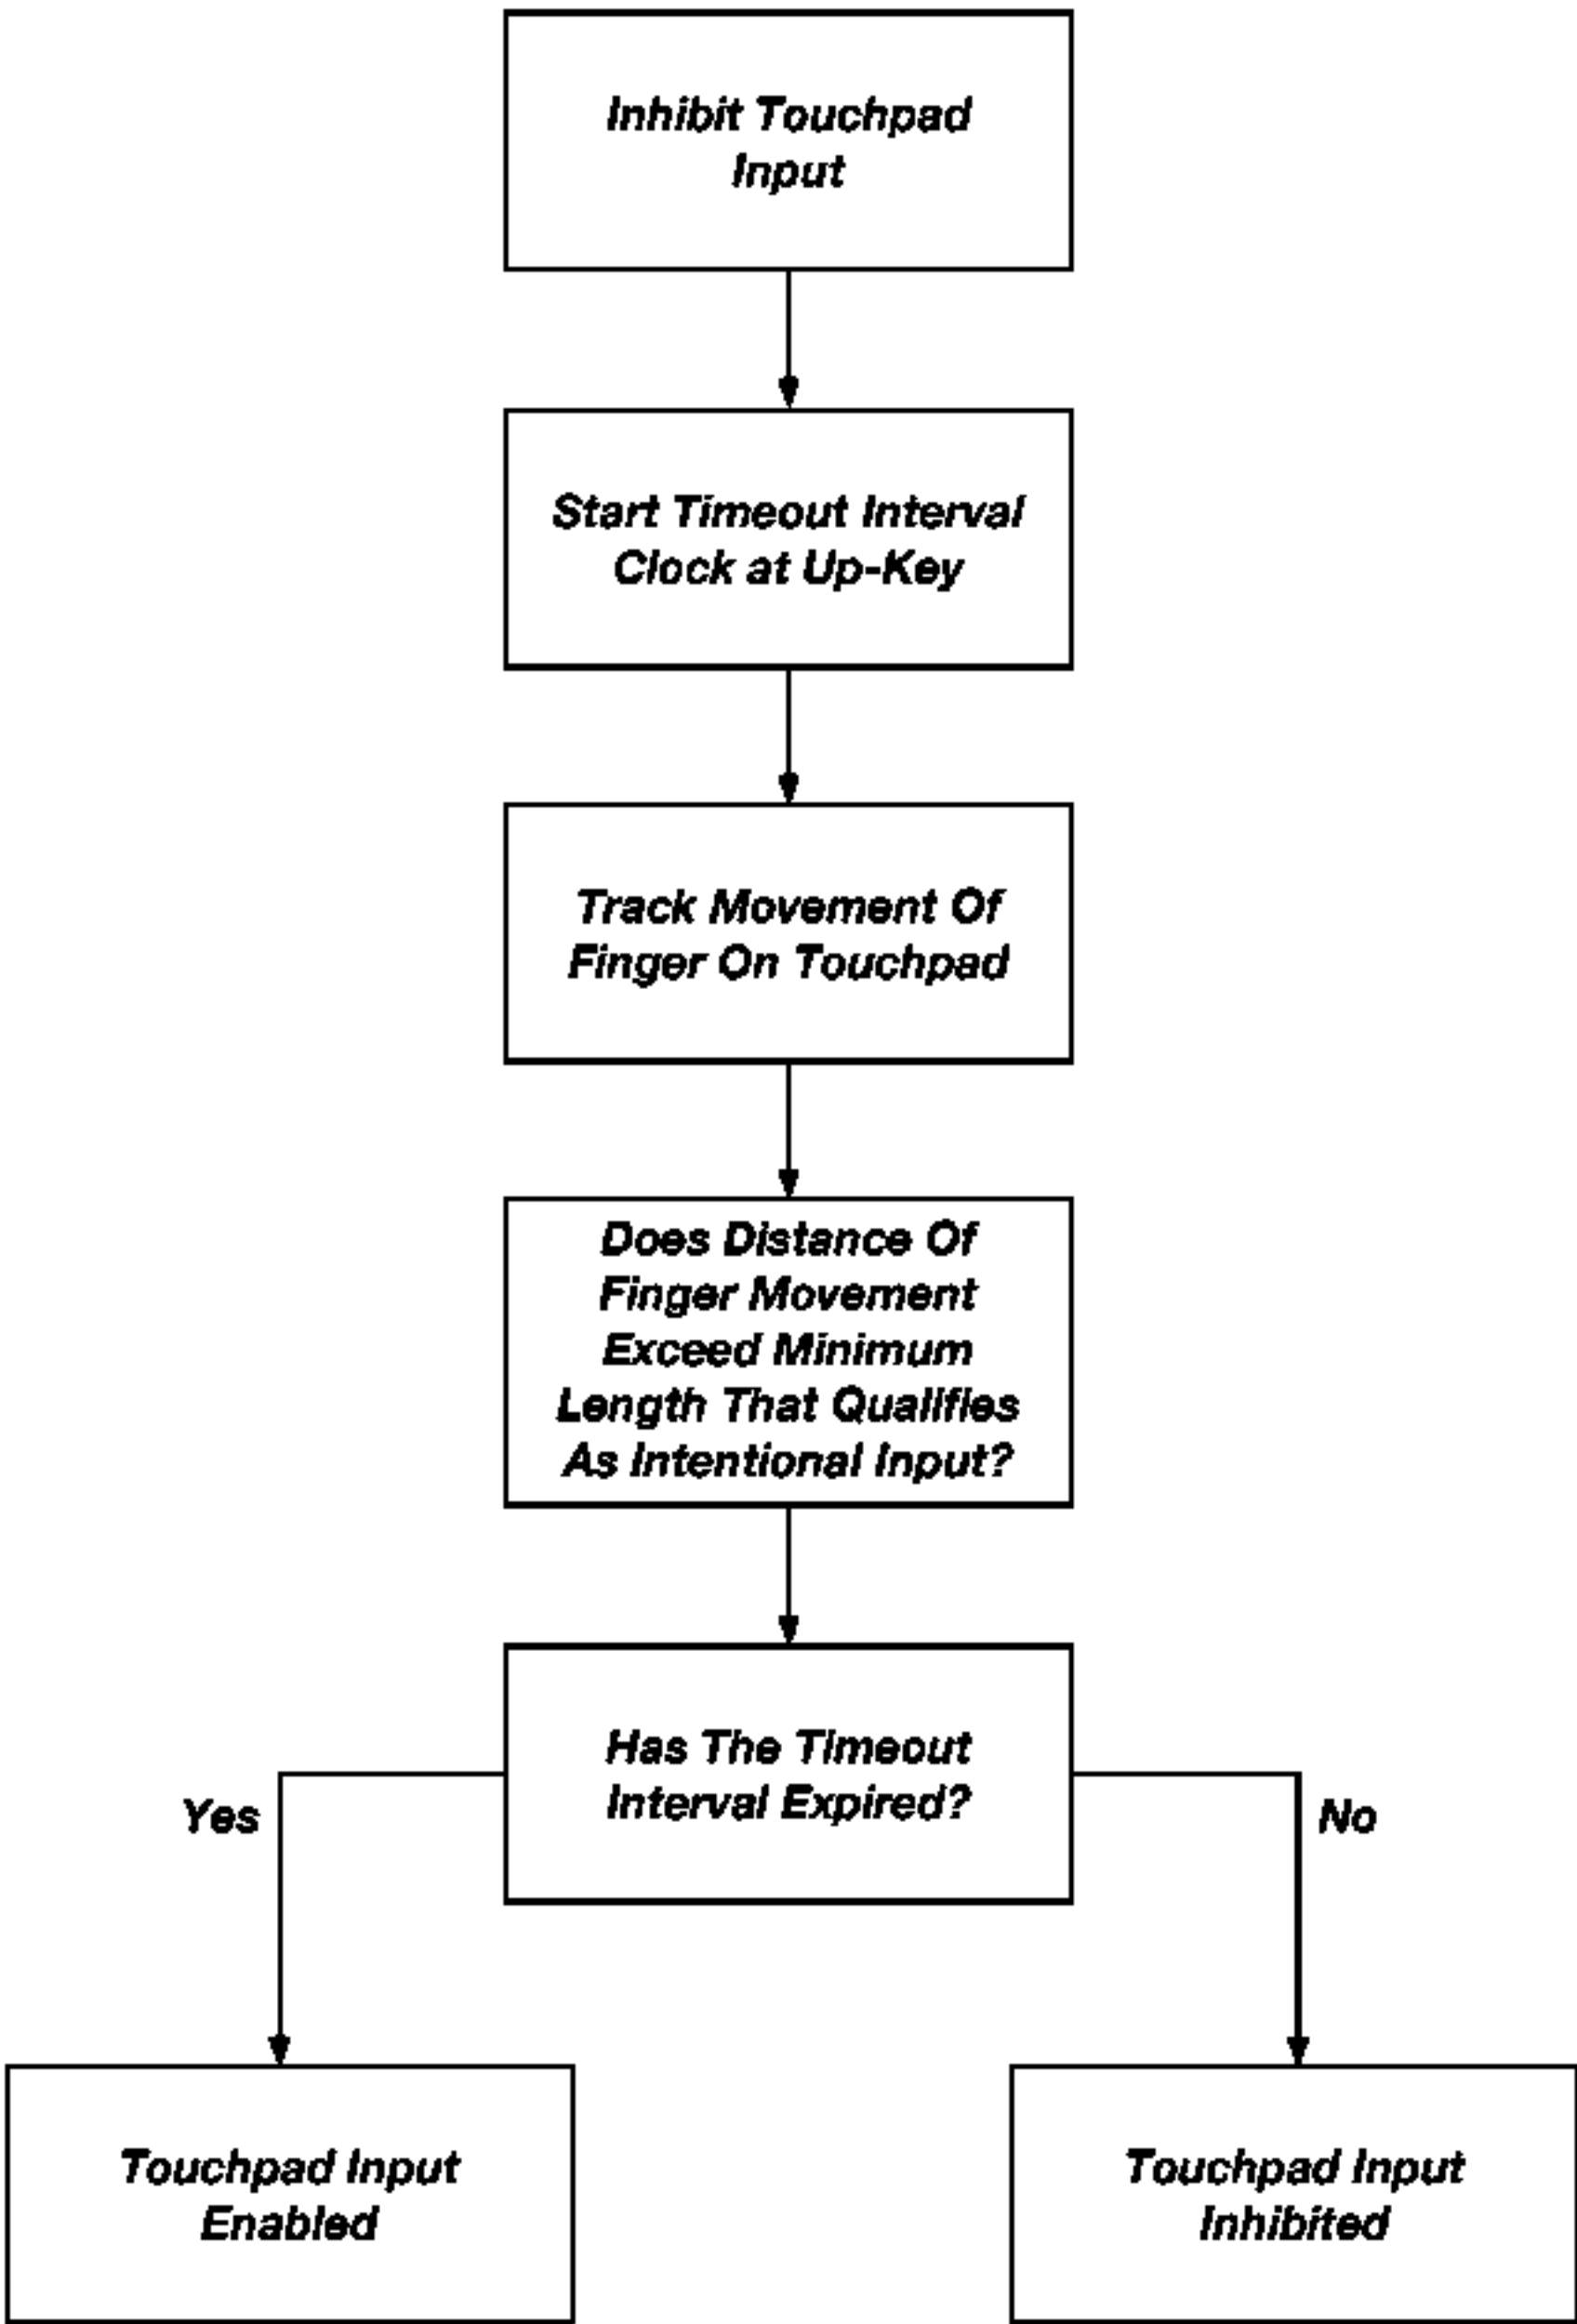 Inhibit Touchpad
Input
Start Timeout Interval
Clock at Up-Key
Track Movement Of
Finger On Touchpad
Does Distance Of
Finger Movement
Exceed Minimum
Length That Qualifies
As Intentional Input?
Has The Timeout
Interval Expired?
Yes
No
Touchpad Input
Enabled
Touchpad Input
Inhibited